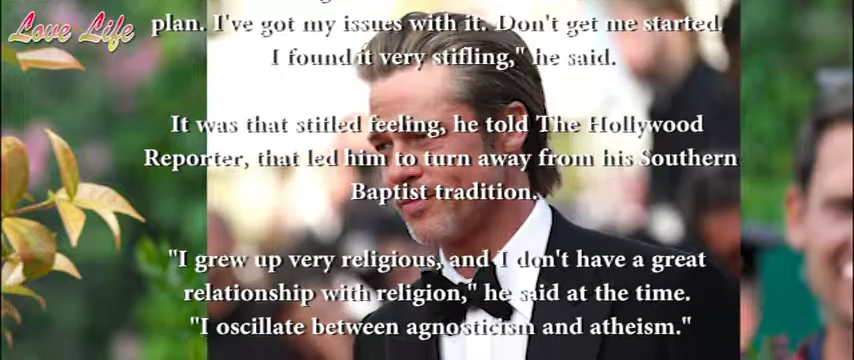 Love Life
plan. I've got my issues with it. Don't get me started.
I found it very stifling," he said.
It was that stifled feeling, he told The Hollywood
Reporter, that led him to turn away from his Southern
Baptist tradition.
"I grew up very religious, and I don't have a great
relationship with religion," he said at the time.
"I oscillate between agnosticism and atheism."